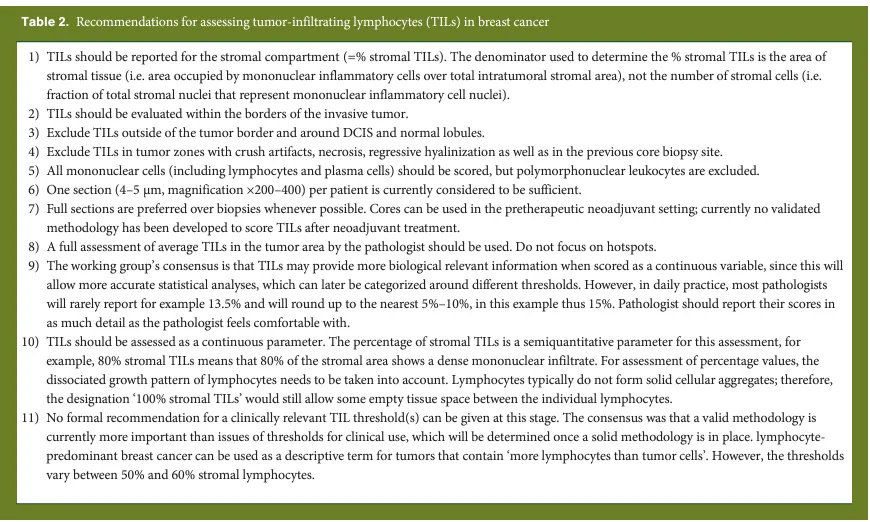 Table 2. Recommendations for assessing tumor-infiltrating lymphocytes (TILs) in breast cancer
1) TILs should be reported for the stromal compartment (=% stromal TILs). The denominator used to determine the % stromal TILs is the area of
stromal tissue (i.e. area occupied by mononuclear inflammatory cells over total intratumoral stromal area), not the number of stromal cells (i.e.
fraction of total stromal nuclei that represent mononuclear inflammatory cell nuclei).
2) TILs should be evaluated within the borders of the invasive tumor.
3) Exclude TILs outside of the tumor border and around DCIS and normal lobules.
4) Exclude TILs in tumor zones with crush artifacts, necrosis, regressive hyalinization as well as in the previous core biopsy site.
5) All mononuclear cells (including lymphocytes and plasma cells) should be scored, but polymorphonuclear leukocytes are excluded.
6) One section (4–5 μm, magnification ×200–400) per patient is currently considered to be sufficient.
7) Full sections are preferred over biopsies whenever possible. Cores can be used in the pretherapeutic neoadjuvant setting; currently no validated
methodology has been developed to score TILs after neoadjuvant treatment.
8) A full assessment of average TILs in the tumor area by the pathologist should be used. Do not focus on hotspots.
9) The working group's consensus is that TILs may provide more biological relevant information when scored as a continuous variable, since this will
allow more accurate statistical analyses, which can later be categorized around different thresholds. However, in daily practice, most pathologists
will rarely report for example 13.5% and will round up to the nearest 5%–10%, in this example thus 15%. Pathologist should report their scores in
as much detail as the pathologist feels comfortable with.
10) TILs should be assessed as a continuous parameter. The percentage of stromal TILs is a semiquantitative parameter for this assessment, for
example, 80% stromal TILs means that 80% of the stromal area shows a dense mononuclear infiltrate. For assessment of percentage values, the
dissociated growth pattern of lymphocytes needs to be taken into account. Lymphocytes typically do not form solid cellular aggregates; therefore,
the designation '100% stromal TILs' would still allow some empty tissue space between the individual lymphocytes.
11) No formal recommendation for a clinically relevant TIL threshold(s) can be given at this stage. The consensus was that a valid methodology is
currently more important than issues of thresholds for clinical use, which will be determined once a solid methodology is in place. lymphocyte-
predominant breast cancer can be used as a descriptive term for tumors that contain 'more lymphocytes than tumor cells'. However, the thresholds
vary between 50% and 60% stromal lymphocytes.